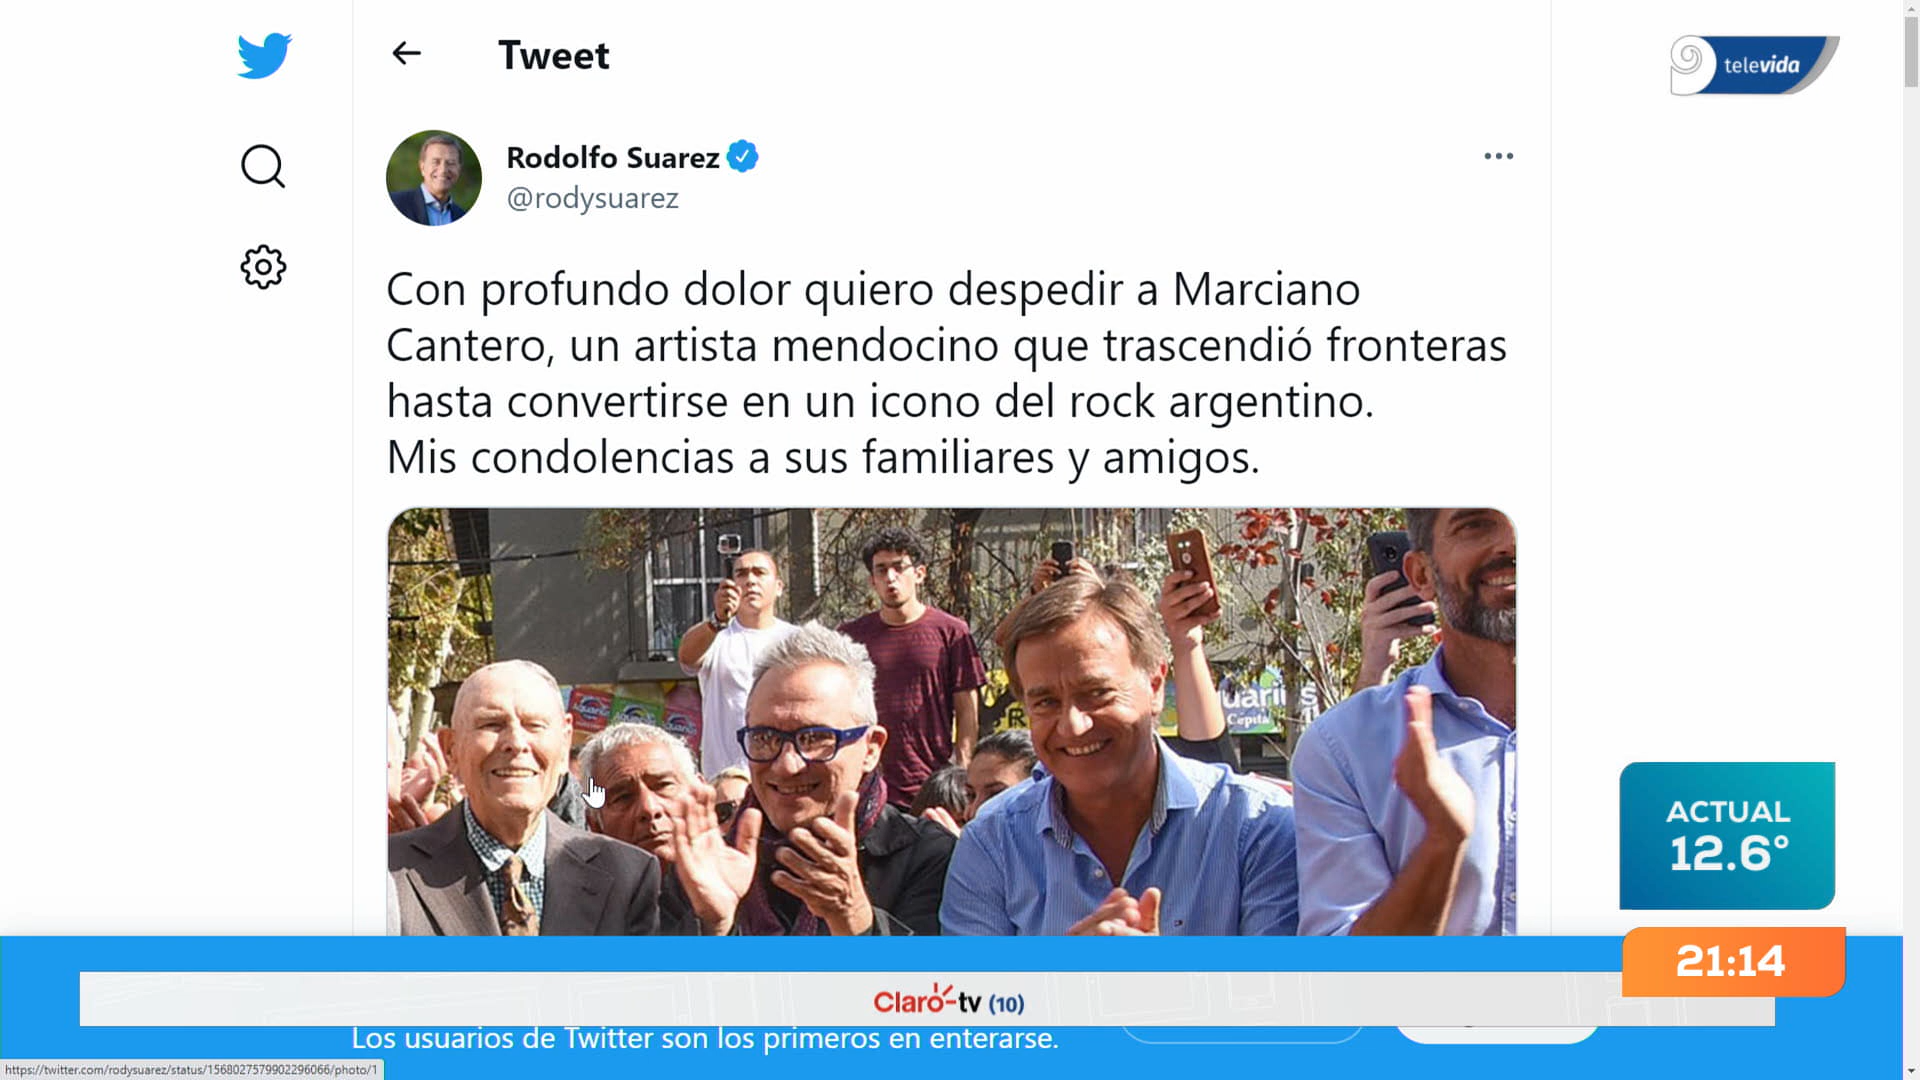 Tweet
televida
Rodolfo Suarez
@rodysuarez
Con profundo dolor quiero despedir a Marciano
Cantero, un artista mendocino que trascendió fronteras
hasta convertirse en un icono del rock argentino.
Mis condolencias a sus familiares y amigos.
Cepita
ACTUAL
12.6°
21:14
Claro-tv (10)
Los usuarios de Twitter son los primeros en enterarse.
https://twitter.com/rodysuarez/status/1568027579902296066/photo/1